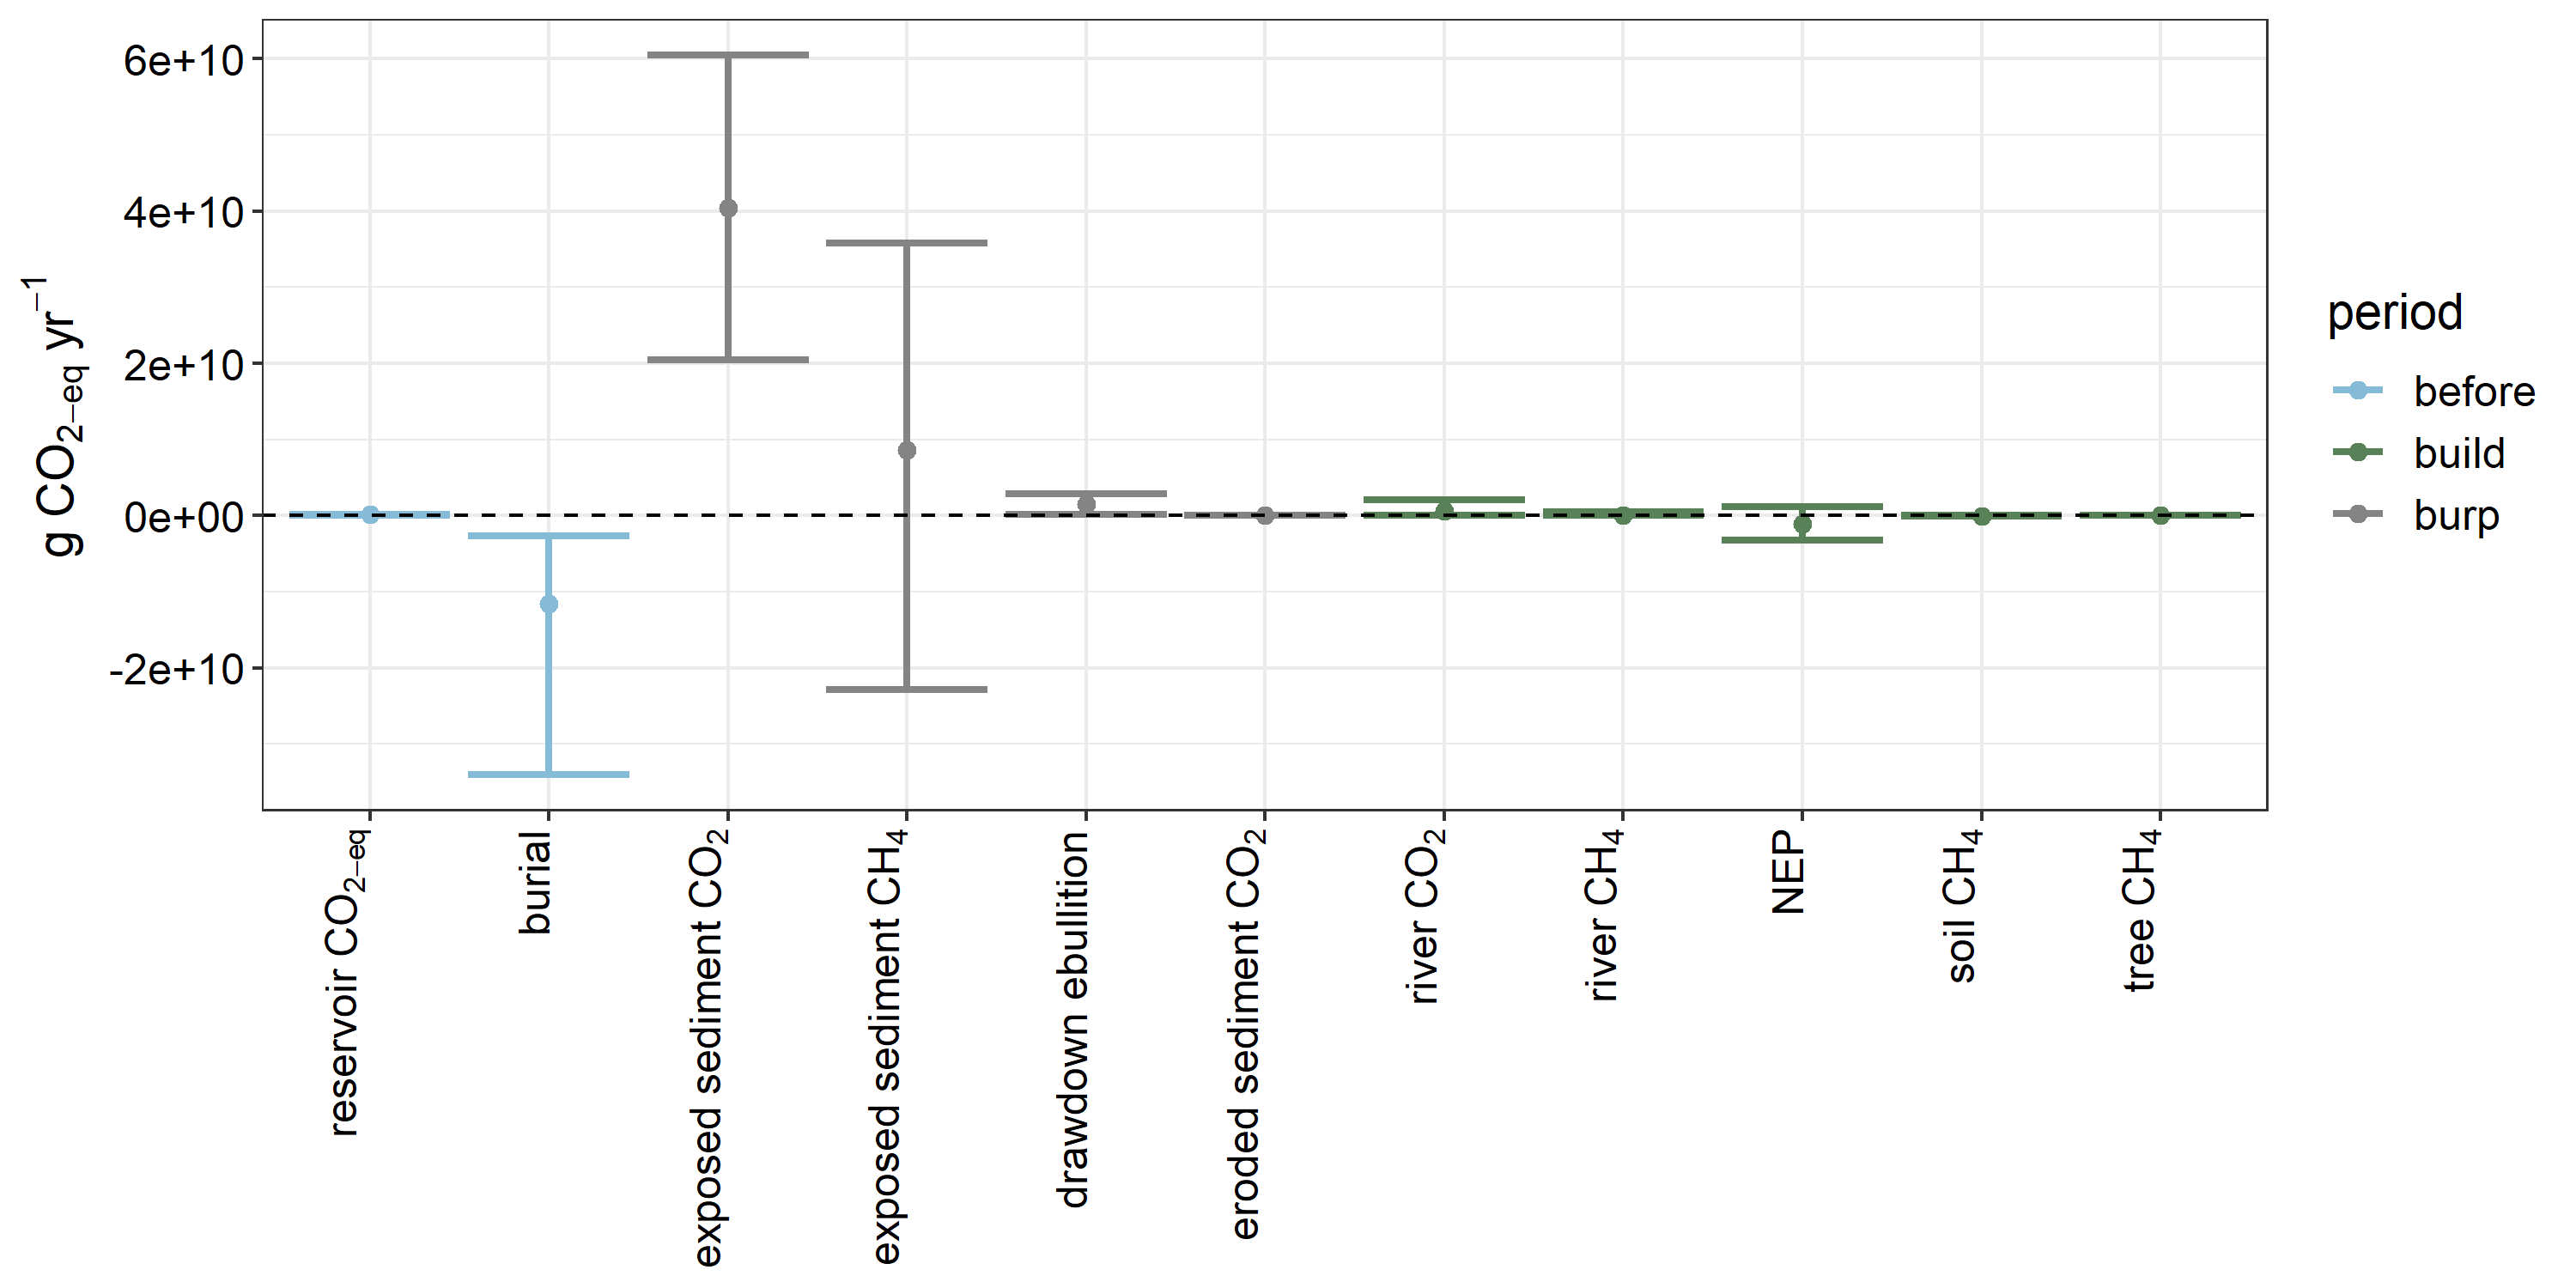 g CO2−eq yr−1
6e+10
4e+10
2e+10
0e+00
-2e+10
reservoir CO2−eq
burial
exposed sediment CO2
exposed sediment CH4
drawdown ebullition
eroded sediment CO2
river CO2
river CH4
NEP
soil CH4
tree CH4
period
before
build
burp